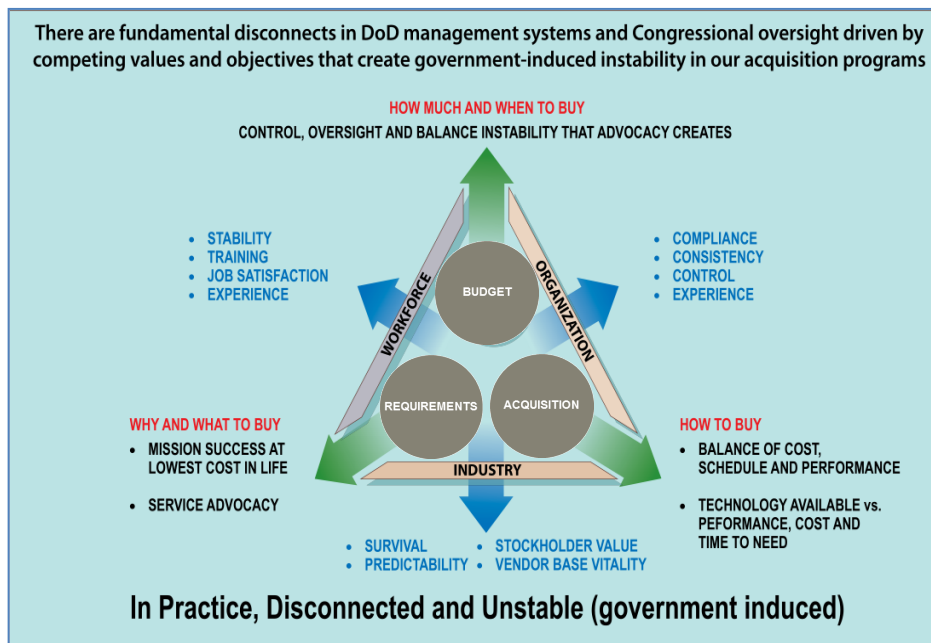 There are fundamental disconnects in DoD management systems and Congressional oversight driven by
competing values and objectives that create government-induced instability in our acquisition programs
HOW MUCH AND WHEN TO BUY
CONTROL, OVERSIGHT AND BALANCE INSTABILITY THAT ADVOCACY CREATES
• STABILITY
• TRAINING
• JOB SATISFACTION
• EXPERIENCE
• COMPLIANCE
• CONSISTENCY
• CONTROL
• EXPERIENCE
WORKFORCE
BUDGET
ORGANIZATION
REQUIREMENTS
ACQUISITION
INDUSTRY
WHY AND WHAT TO BUY
• MISSION SUCCESS AT
LOWEST COST IN LIFE
• SERVICE ADVOCACY
HOW TO BUY
• BALANCE OF COST,
SCHEDULE AND PERFORMANCE
• TECHNOLOGY AVAILABLE vs.
PEFORMANCE, COST AND
TIME TO NEED
• SURVIVAL
• PREDICTABILITY
• STOCKHOLDER VALUE
• VENDOR BASE VITALITY
In Practice, Disconnected and Unstable (government induced)